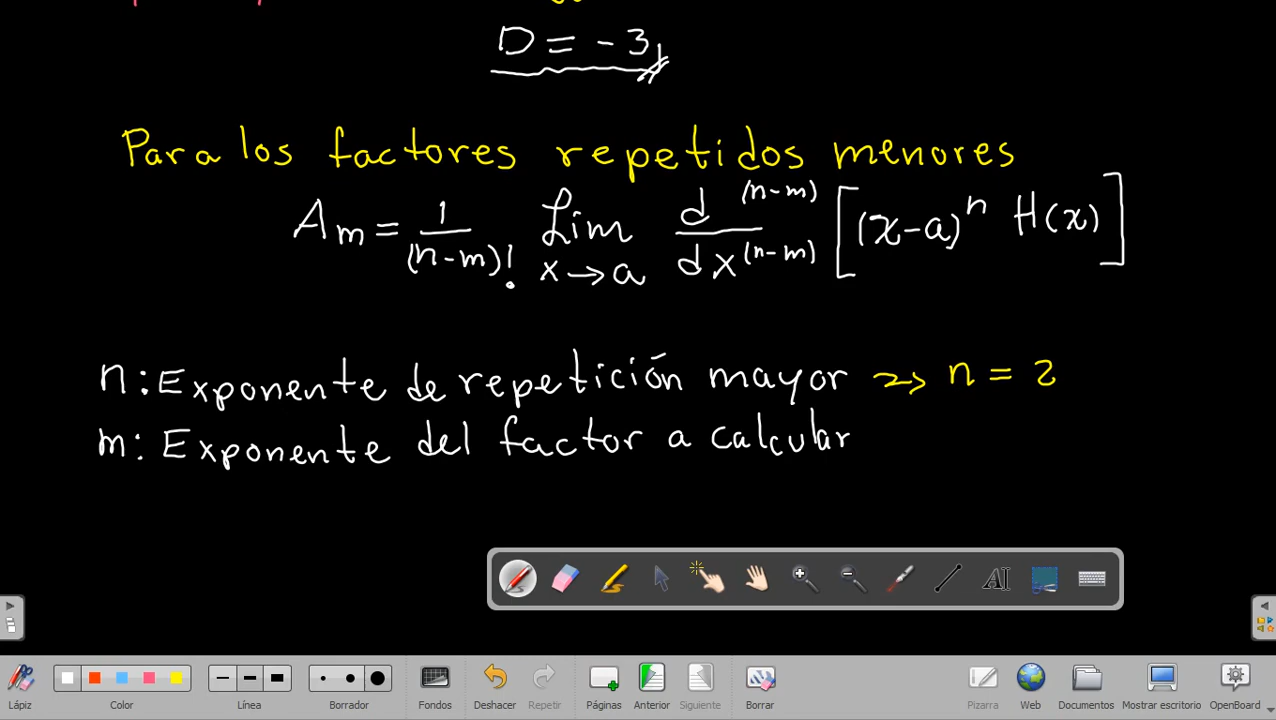 D = -3
Para los factores repetidos menores
Am = 1/(n-m)! Lim x→a d^(n-m)/dx^(n-m) [(x-a)^n H(x)]
n: Exponente de repetición mayor => n = 2
m: Exponente del factor a calcular
Lápiz Color Línea Borrador Fondos Deshacer Repetir Páginas Anterior Siguiente Borrar Pizarra Web Documentos Mostrar escritorio OpenBoard